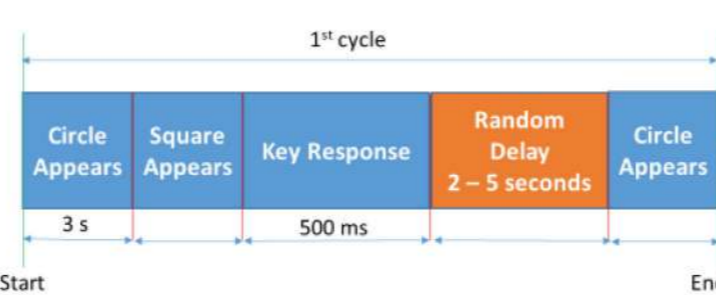 1st cycle
Circle
Appears
Square
Appears
Key Response
Random
Delay
2 – 5 seconds
Circle
Appears
3 s
500 ms
Start